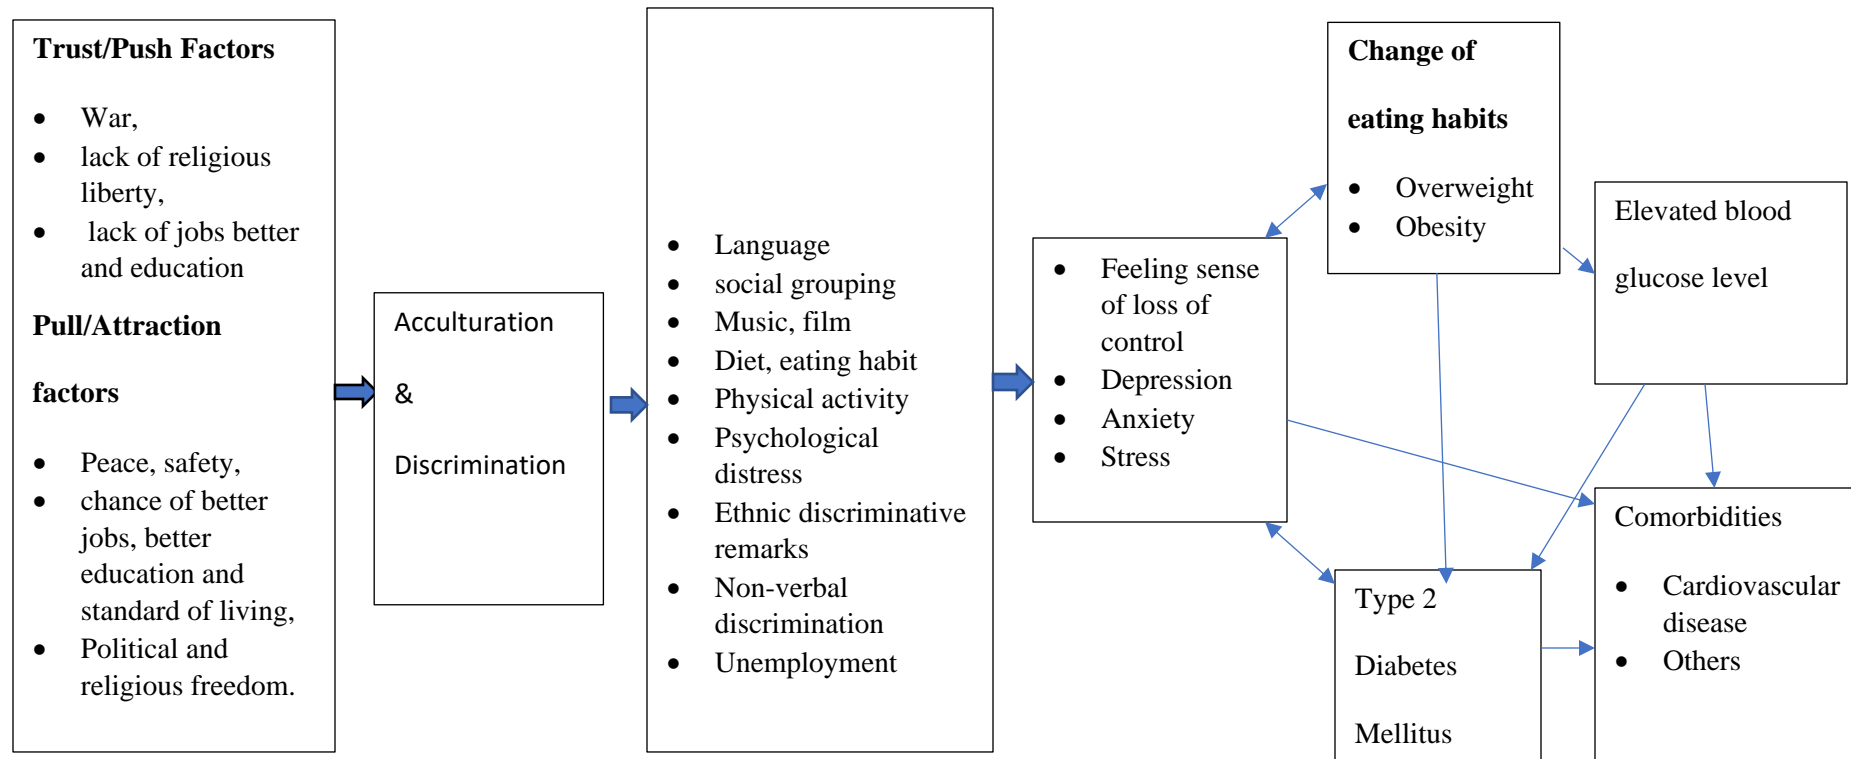 Trust/Push Factors
• War,
• lack of religious
liberty,
• lack of jobs better
and education
Pull/Attraction
factors
• Peace, safety,
• chance of better
jobs, better
education and
standard of living,
• Political and
religious freedom.
Acculturation
&
Discrimination
• Language
• social grouping
• Music, film
• Diet, eating habit
• Physical activity
• Psychological
distress
• Ethnic discriminative
remarks
• Non-verbal
discrimination
• Unemployment
• Feeling sense
of loss of
control
• Depression
• Anxiety
• Stress
Change of
eating habits
• Overweight
• Obesity
Elevated blood
glucose level
Type 2
Diabetes
Mellitus
Comorbidities
• Cardiovascular
disease
• Others